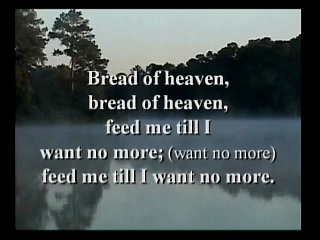 Bread of heaven,
bread of heaven,
feed me till I
want no more; (want no more)
feed me till I want no more.